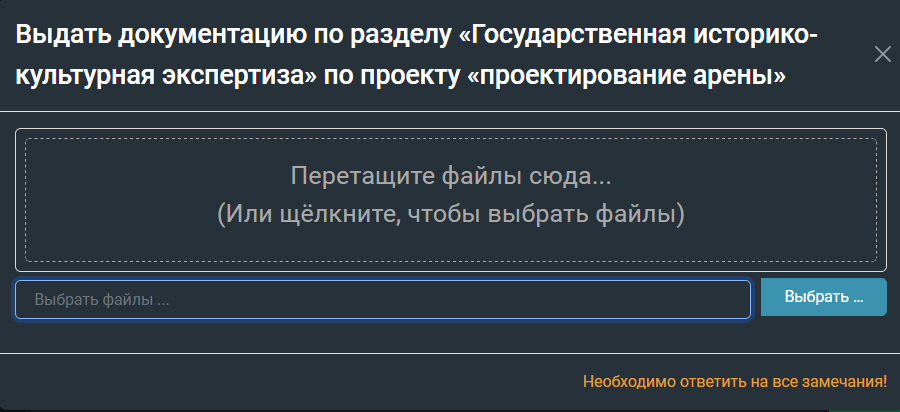 Выдать документацию по разделу «Государственная историко-
культурная экспертиза» по проекту «проектирование арены»
Перетащите файлы сюда...
(Или щёлкните, чтобы выбрать файлы)
Выбрать файлы ...
Выбрать ...
Необходимо ответить на все замечания!